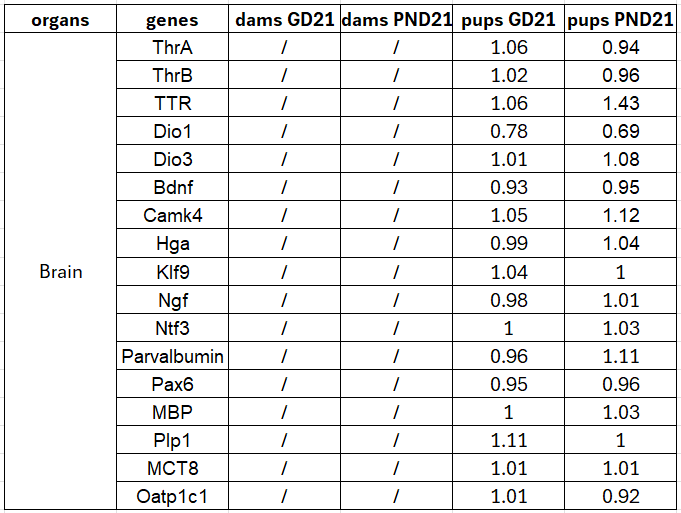 organs genes dams GD21 dams PND21 pups GD21 pups PND21
ThrA / / 1.06 0.94
ThrB / / 1.02 0.96
TTR / / 1.06 1.43
Dio1 / / 0.78 0.69
Dio3 / / 1.01 1.08
Bdnf / / 0.93 0.95
Camk4 / / 1.05 1.12
Hga / / 0.99 1.04
Brain Klf9 / / 1.04 1
Ngf / / 0.98 1.01
Ntf3 / / 1 1.03
Parvalbumin / / 0.96 1.11
Pax6 / / 0.95 0.96
MBP / / 1 1.03
Plp1 / / 1.11 1
MCT8 / / 1.01 1.01
Oatp1c1 / / 1.01 0.92